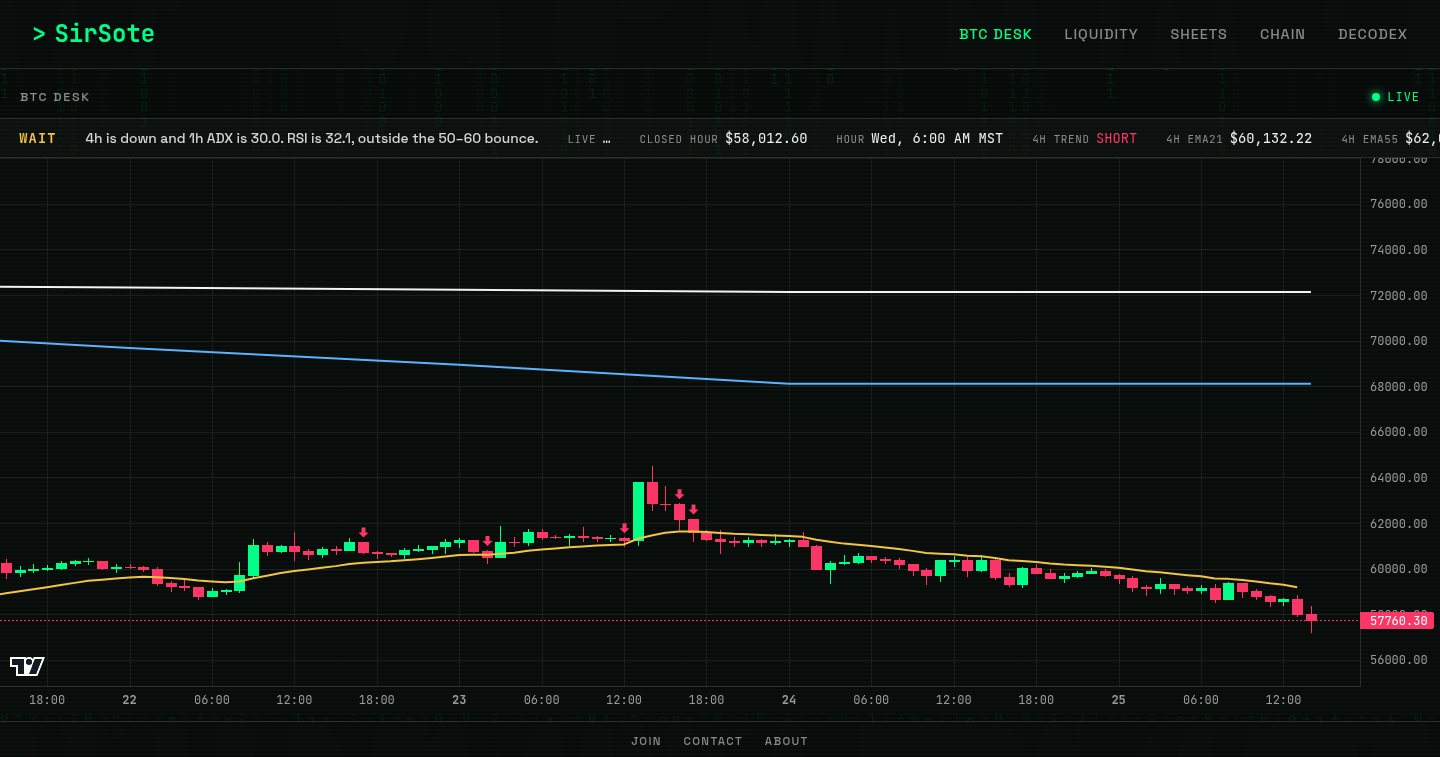 > SirSote BTC DESK LIQUIDITY SHEETS CHAIN DECODEX
BTC DESK LIVE
WAIT 4h is down and 1h ADX is 30.0. RSI is 32.1, outside the 50–60 bounce. LIVE … CLOSED HOUR $58,012.60 HOUR Wed, 6:00 AM MST 4H TREND SHORT 4H EMA21 $60,132.22 4H EMA55 $62,0
78000.00
76000.00
74000.00
72000.00
70000.00
68000.00
66000.00
64000.00
62000.00
60000.00
58000.00
57760.30
56000.00
18:00 22 06:00 12:00 18:00 23 06:00 12:00 18:00 24 06:00 12:00 18:00 25 06:00 12:00
JOIN CONTACT ABOUT